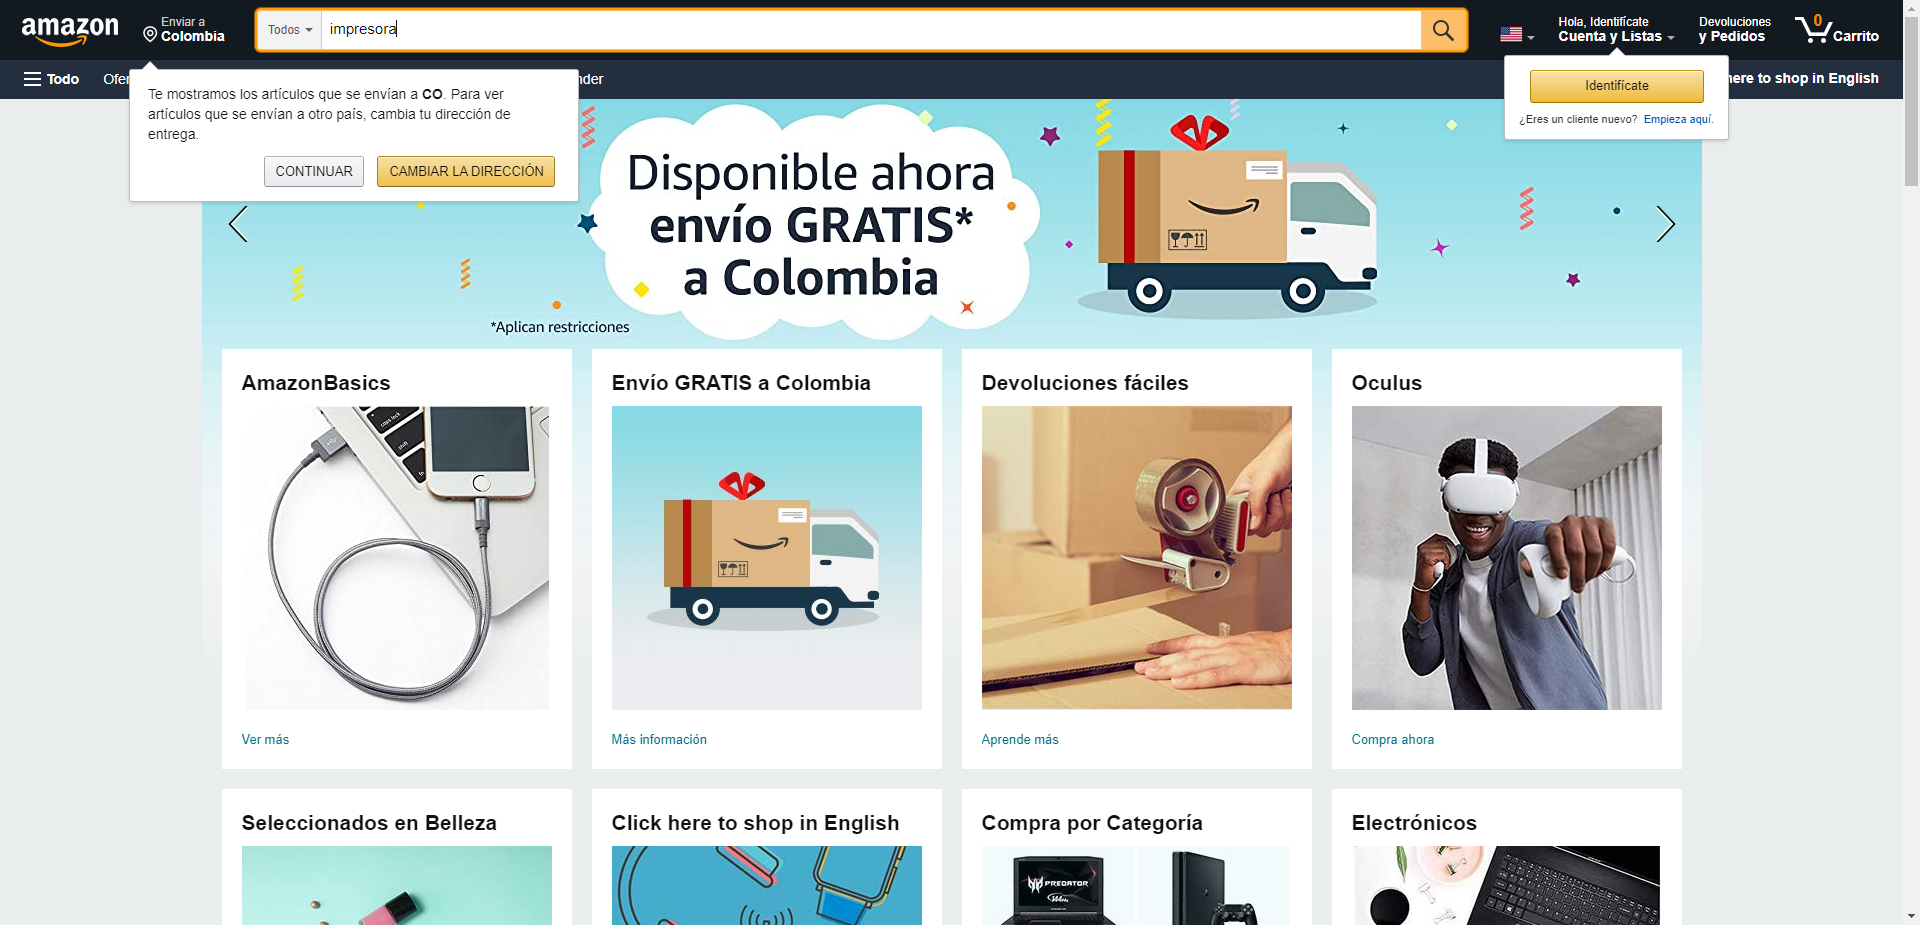 amazon
Enviar a
Colombia
Todos
impresora
Hola, Identifícate
Cuenta y Listas
Devoluciones
y Pedidos
0
Carrito
Todo
here to shop in English
Te mostramos los artículos que se envían a CO. Para ver
artículos que se envían a otro país, cambia tu dirección de
entrega.
CONTINUAR
CAMBIAR LA DIRECCIÓN
Identifícate
¿Eres un cliente nuevo? Empieza aquí.
Disponible ahora
envío GRATIS*
a Colombia
*Aplican restricciones
AmazonBasics
Envío GRATIS a Colombia
Devoluciones fáciles
Oculus
caps lock
shift
Ver más
Más información
Aprende más
Compra ahora
Seleccionados en Belleza
Click here to shop in English
Compra por Categoría
Electrónicos
PREDATOR